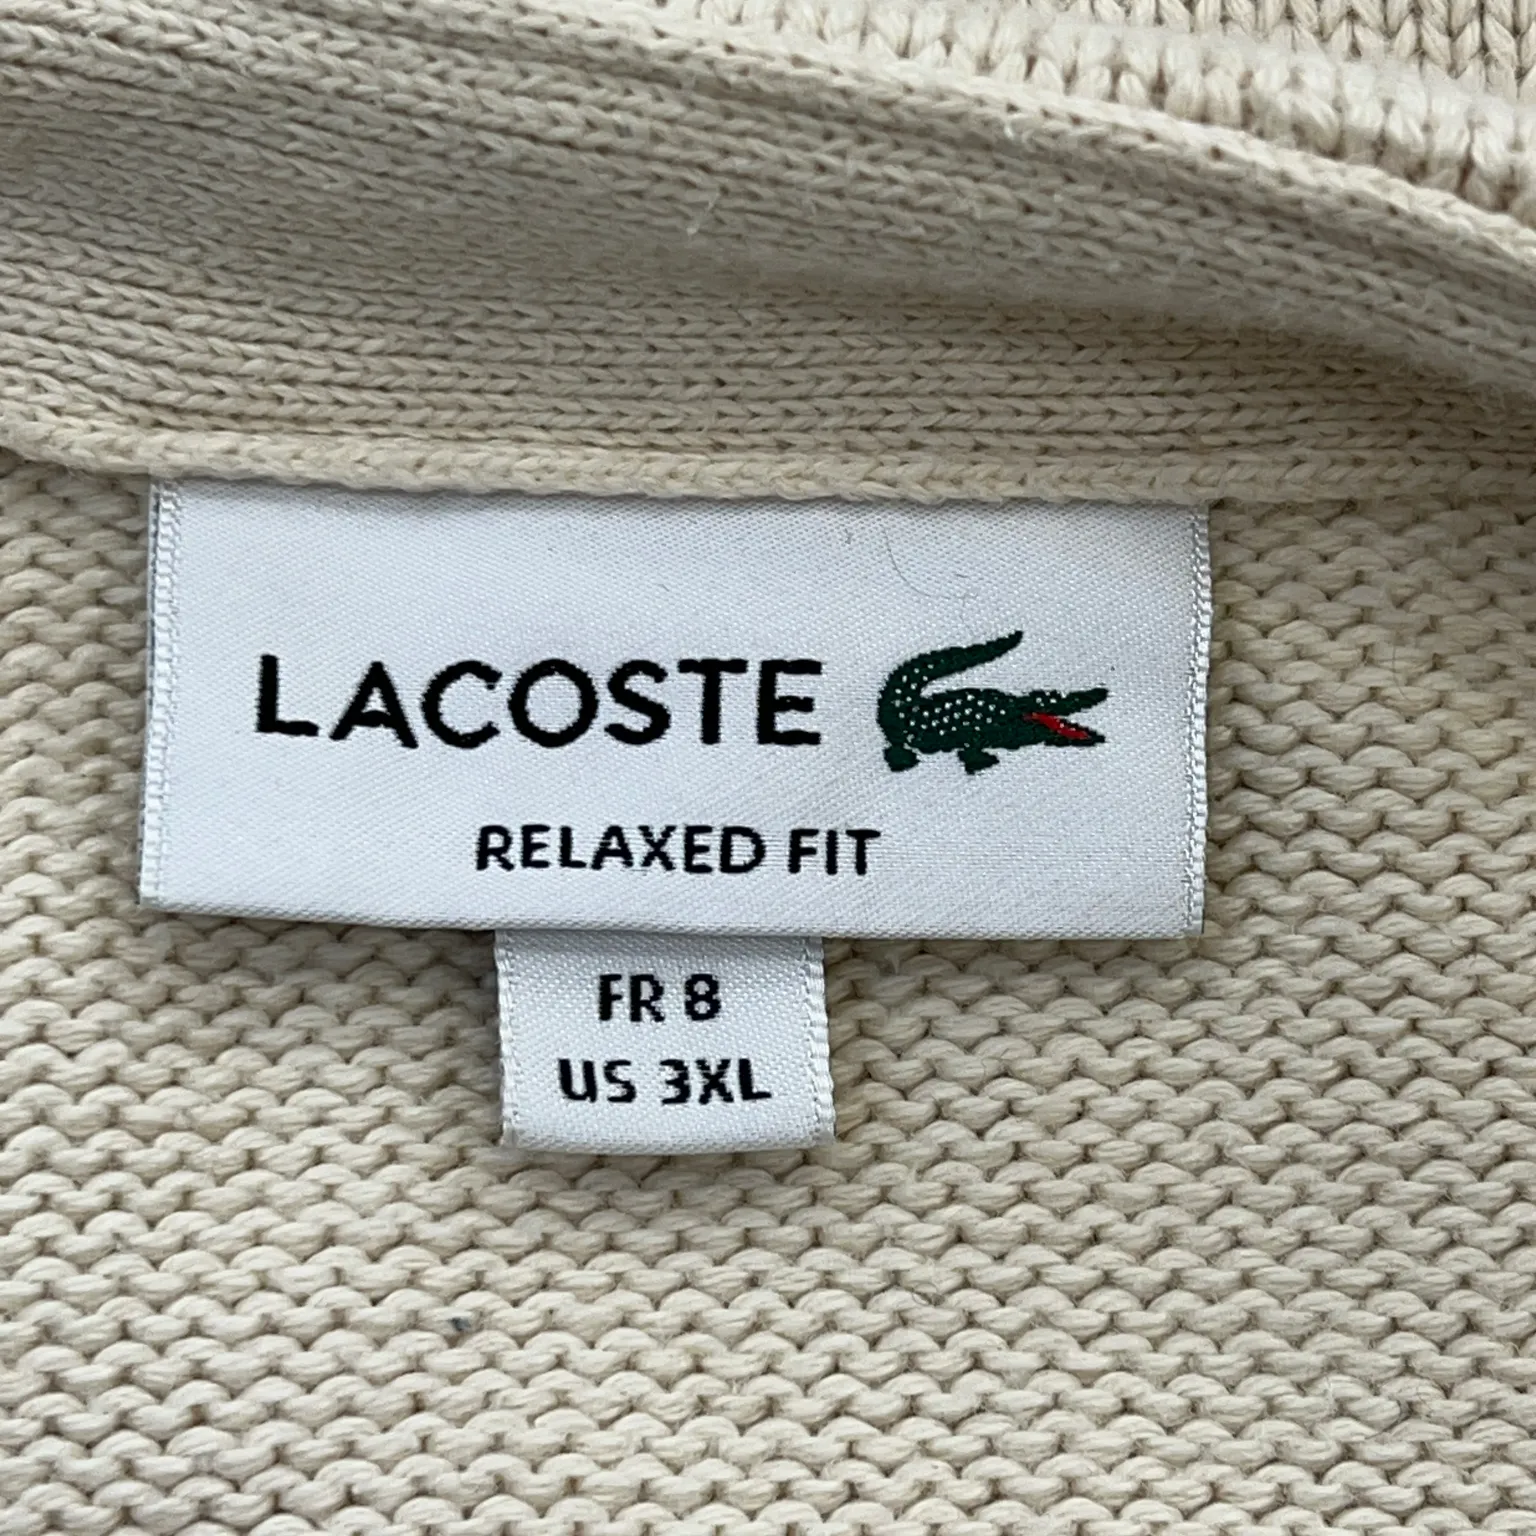 LACOSTE
RELAXED FIT
FR 8
US 3XL